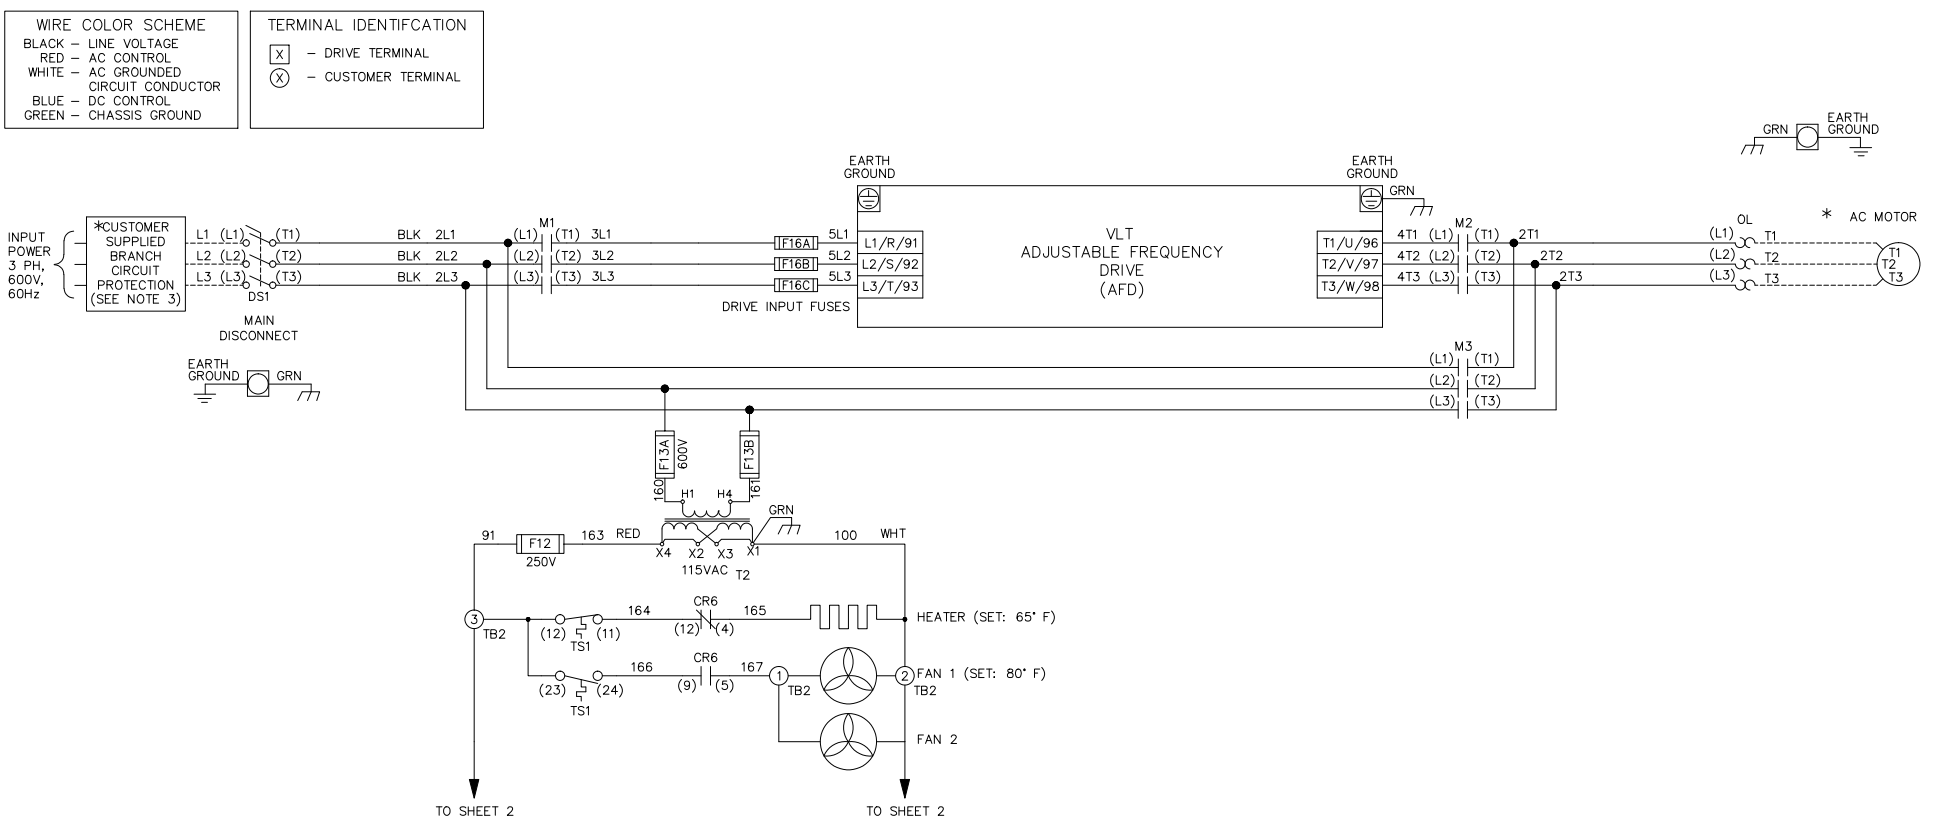 WIRE COLOR SCHEME
BLACK – LINE VOLTAGE
RED – AC CONTROL
WHITE – AC GROUNDED
CIRCUIT CONDUCTOR
BLUE – DC CONTROL
GREEN – CHASSIS GROUND
TERMINAL IDENTIFCATION
X – DRIVE TERMINAL
X – CUSTOMER TERMINAL
GRN
EARTH
GROUND
EARTH
GROUND
EARTH
GROUND
GRN
INPUT
POWER
3 PH,
600V,
60Hz
*CUSTOMER
SUPPLIED
BRANCH
CIRCUIT
PROTECTION
(SEE NOTE 3)
L1 (L1) (T1) BLK 2L1 (L1) M1 (T1) 3L1 F16A 5L1 L1/R/91
L2 (L2) (T2) BLK 2L2 (L2) (T2) 3L2 F16B 5L2 L2/S/92
L3 (L3) (T3) BLK 2L3 (L3) (T3) 3L3 F16C 5L3 L3/T/93
DS1
MAIN
DISCONNECT
DRIVE INPUT FUSES
VLT
ADJUSTABLE FREQUENCY
DRIVE
(AFD)
T1/U/96 4T1 (L1) M2 (T1) 2T1
T2/V/97 4T2 (L2) (T2) 2T2
T3/W/98 4T3 (L3) (T3) 2T3
OL
(L1) T1
(L2) T2
(L3) T3
* AC MOTOR
T1
T2
T3
EARTH
GROUND GRN
M3
(L1) (T1)
(L2) (T2)
(L3) (T3)
F13A
600V
F13B
160
161
H1 H4
GRN
91 F12 163 RED
250V
X4 X2 X3 X1
100 WHT
115VAC T2
3
TB2
(12) (11)
TS1
164
CR6
(12) (4)
165
HEATER (SET: 65° F)
(23) (24)
TS1
166
CR6
(9) (5)
167
1
TB2
2
TB2
FAN 1 (SET: 80° F)
FAN 2
TO SHEET 2
TO SHEET 2